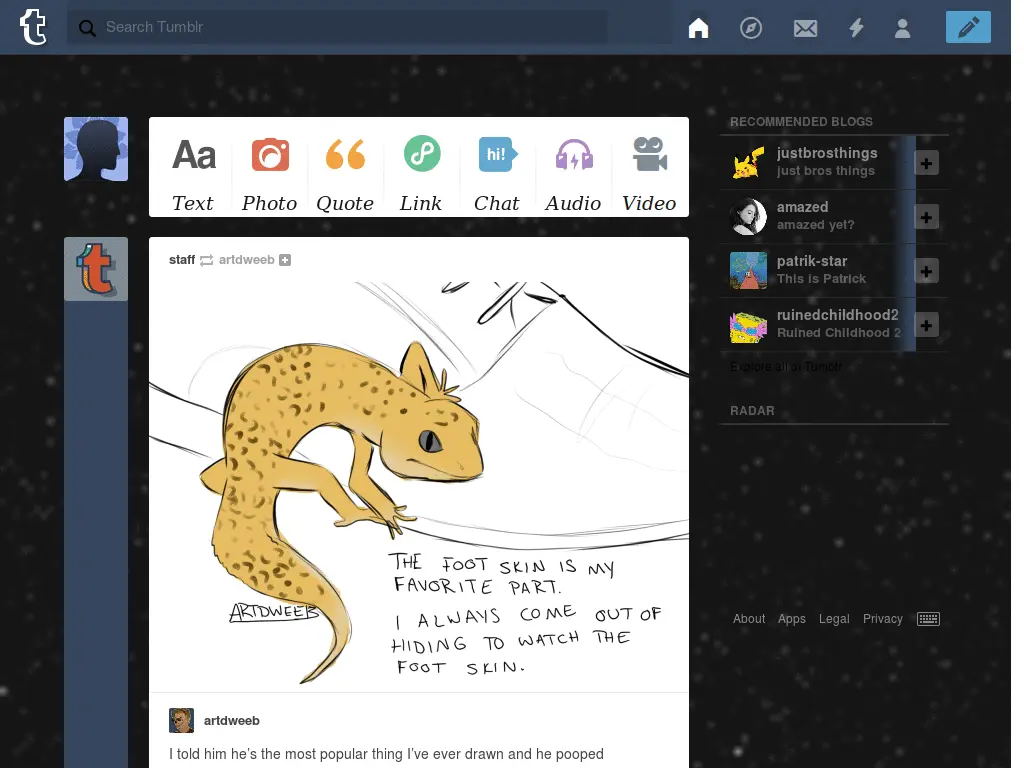 t
Search Tumblr
Aa
hi!
Text
Photo
Quote
Link
Chat
Audio
Video
t
staff artdweeb
THE FOOT SKIN IS MY
FAVORITE PART.
I ALWAYS COME OUT OF
HIDING TO WATCH THE
FOOT SKIN.
ARTDWEEB
artdweeb
I told him he's the most popular thing I've ever drawn and he pooped
RECOMMENDED BLOGS
justbrosthings
just bros things
amazed
amazed yet?
patrik-star
This is Patrick
ruinedchildhood2
Ruined Childhood 2
Explore all of Tumblr
RADAR
About Apps Legal Privacy